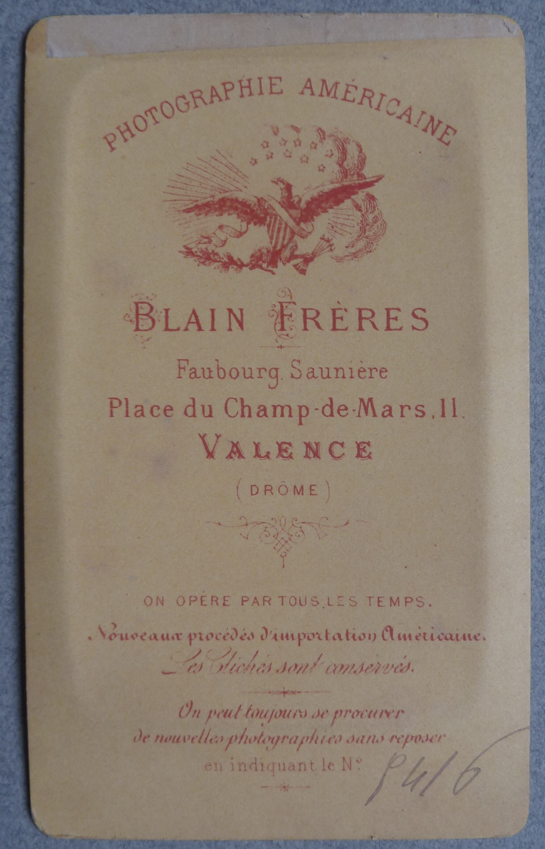 PHOTOGRAPHIE AMÉRICAINE
BLAIN FRÈRES
Faubourg Saunière
Place du Champ-de-Mars, 11.
VALENCE
(DRÔME)
ON OPÈRE PAR TOUS LES TEMPS.
Nouveaux procédés d'importation Américaine.
Les Clichés sont conservés.
On peut toujours se procurer
de nouvelles photographies sans reposer
en indiquant le Nº